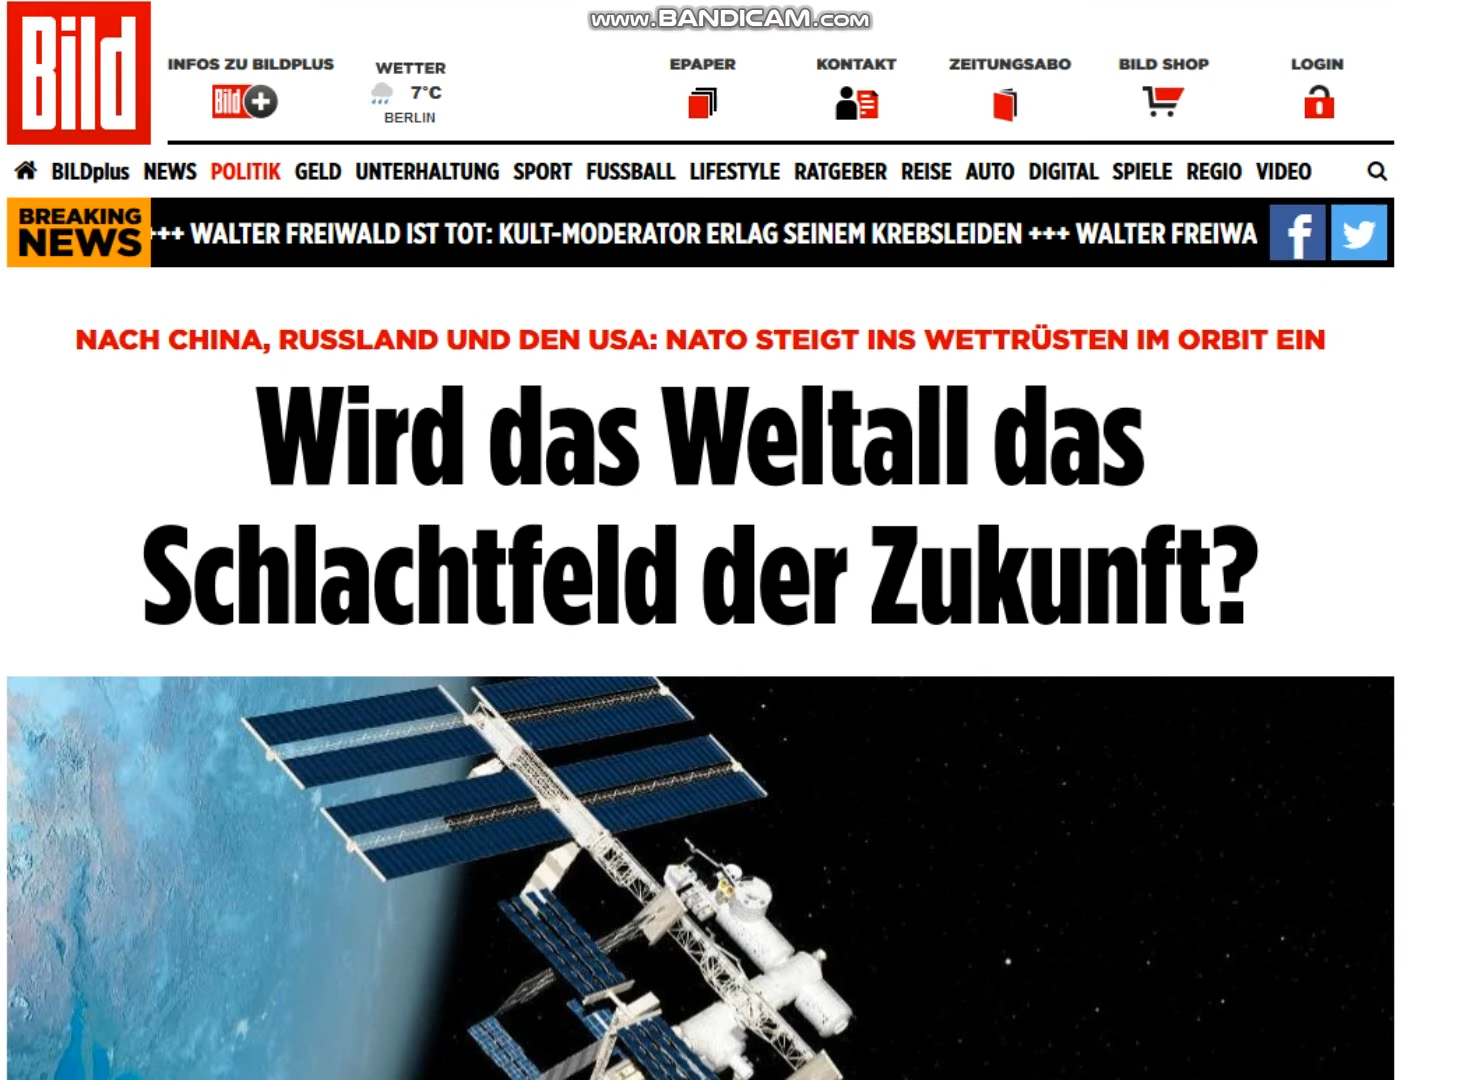 www.BANDICAM.com
Bild
INFOS ZU BILDPLUS
Bild+
WETTER
7°C
BERLIN
EPAPER
KONTAKT
ZEITUNGSABO
BILD SHOP
LOGIN
BILDplus NEWS POLITIK GELD UNTERHALTUNG SPORT FUSSBALL LIFESTYLE RATGEBER REISE AUTO DIGITAL SPIELE REGIO VIDEO
BREAKING
NEWS
+++ WALTER FREIWALD IST TOT: KULT-MODERATOR ERLAG SEINEM KREBSLEIDEN +++ WALTER FREIWA
f
NACH CHINA, RUSSLAND UND DEN USA: NATO STEIGT INS WETTRÜSTEN IM ORBIT EIN
Wird das Weltall das
Schlachtfeld der Zukunft?